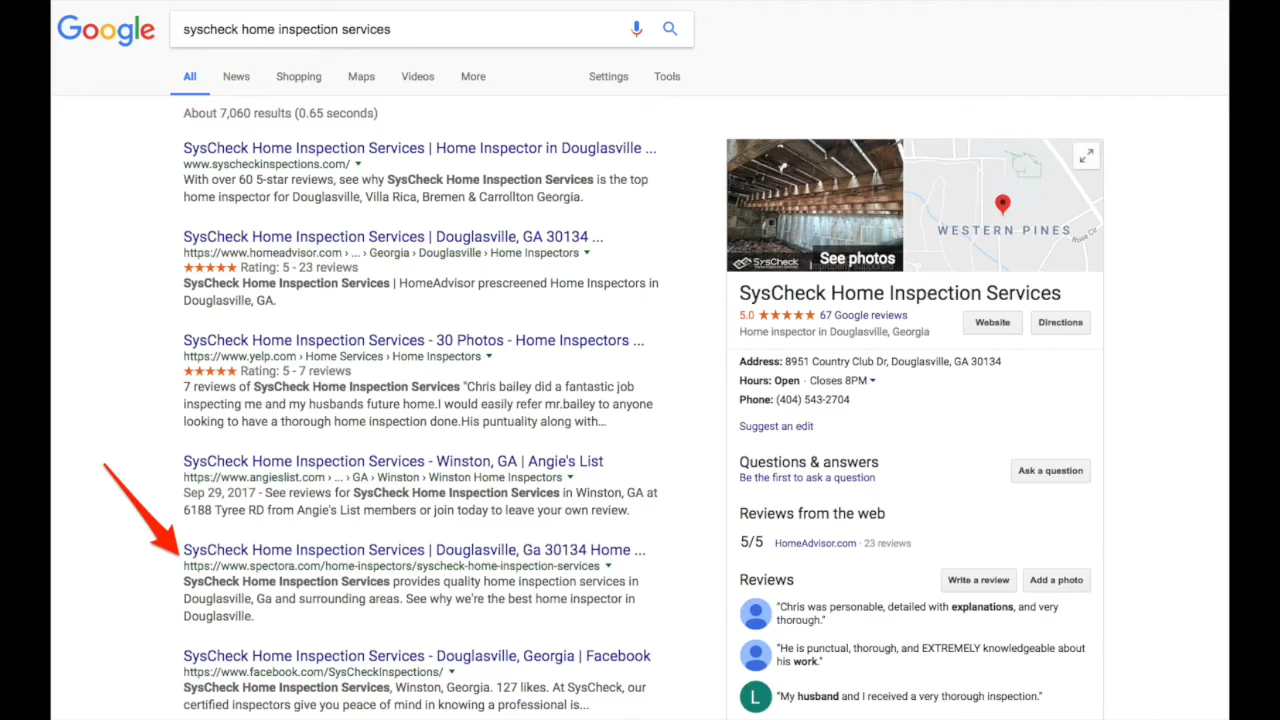 Google
syscheck home inspection services
All News Shopping Maps Videos More Settings Tools
About 7,060 results (0.65 seconds)
SysCheck Home Inspection Services | Home Inspector in Douglasville ...
www.syscheckinspections.com/
With over 60 5-star reviews, see why SysCheck Home Inspection Services is the top
home inspector for Douglasville, Villa Rica, Bremen & Carrollton Georgia.
SysCheck Home Inspection Services | Douglasville, GA 30134 ...
https://www.homeadvisor.com › ... › Georgia › Douglasville › Home Inspectors
Rating: 5 - 23 reviews
SysCheck Home Inspection Services | HomeAdvisor prescreened Home Inspectors in
Douglasville, GA.
SysCheck Home Inspection Services - 30 Photos - Home Inspectors ...
https://www.yelp.com › Home Services › Home Inspectors
Rating: 5 - 7 reviews
7 reviews of SysCheck Home Inspection Services "Chris bailey did a fantastic job
inspecting me and my husbands future home.I would easily refer mr.bailey to anyone
looking to have a thorough home inspection done.His puntuality along with...
SysCheck Home Inspection Services - Winston, GA | Angie's List
https://www.angieslist.com › ... › GA › Winston › Winston Home Inspectors
Sep 29, 2017 - See reviews for SysCheck Home Inspection Services in Winston, GA at
6188 Tyree RD from Angie's List members or join today to leave your own review.
SysCheck Home Inspection Services | Douglasville, Ga 30134 Home ...
https://www.spectora.com/home-inspectors/syscheck-home-inspection-services
SysCheck Home Inspection Services provides quality home inspection services in
Douglasville, Ga and surrounding areas. See why we're the best home inspector in
Douglasville.
SysCheck Home Inspection Services - Douglasville, Georgia | Facebook
https://www.facebook.com/SysCheckInspections/
SysCheck Home Inspection Services, Winston, Georgia. 127 likes. At SysCheck, our
certified inspectors give you peace of mind in knowing a professional is...
SysCheck
See photos
WESTERN PINES
Rose Cir
SysCheck Home Inspection Services
5.0 67 Google reviews
Home inspector in Douglasville, Georgia
Website Directions
Address: 8951 Country Club Dr, Douglasville, GA 30134
Hours: Open · Closes 8PM
Phone: (404) 543-2704
Suggest an edit
Questions & answers
Be the first to ask a question
Ask a question
Reviews from the web
5/5 HomeAdvisor.com · 23 reviews
Reviews
Write a review Add a photo
"Chris was personable, detailed with explanations, and very
thorough."
"He is punctual, thorough, and EXTREMELY knowledgeable about
his work."
L
"My husband and I received a very thorough inspection."